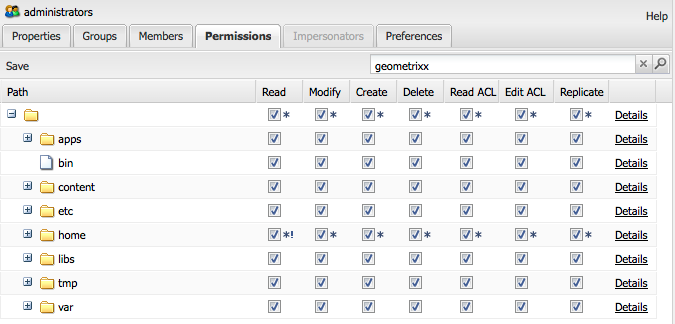 administrators
Help
Properties Groups Members Permissions Impersonators Preferences
Save geometrixx
Path Read Modify Create Delete Read ACL Edit ACL Replicate
* * * * * * * Details
apps Details
bin Details
content Details
etc Details
home *! * * * * * * Details
libs Details
tmp Details
var Details